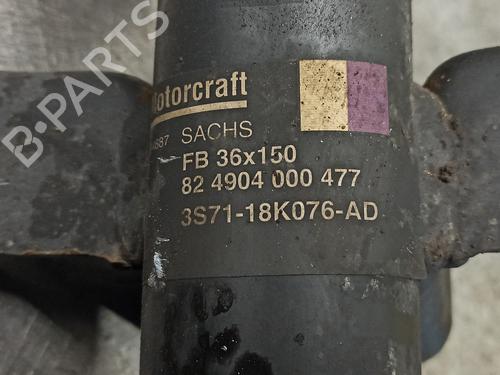 B-PARTS
Motorcraft
SACHS
FB 36x150
82 4904 000 477
3S71-18K076-AD